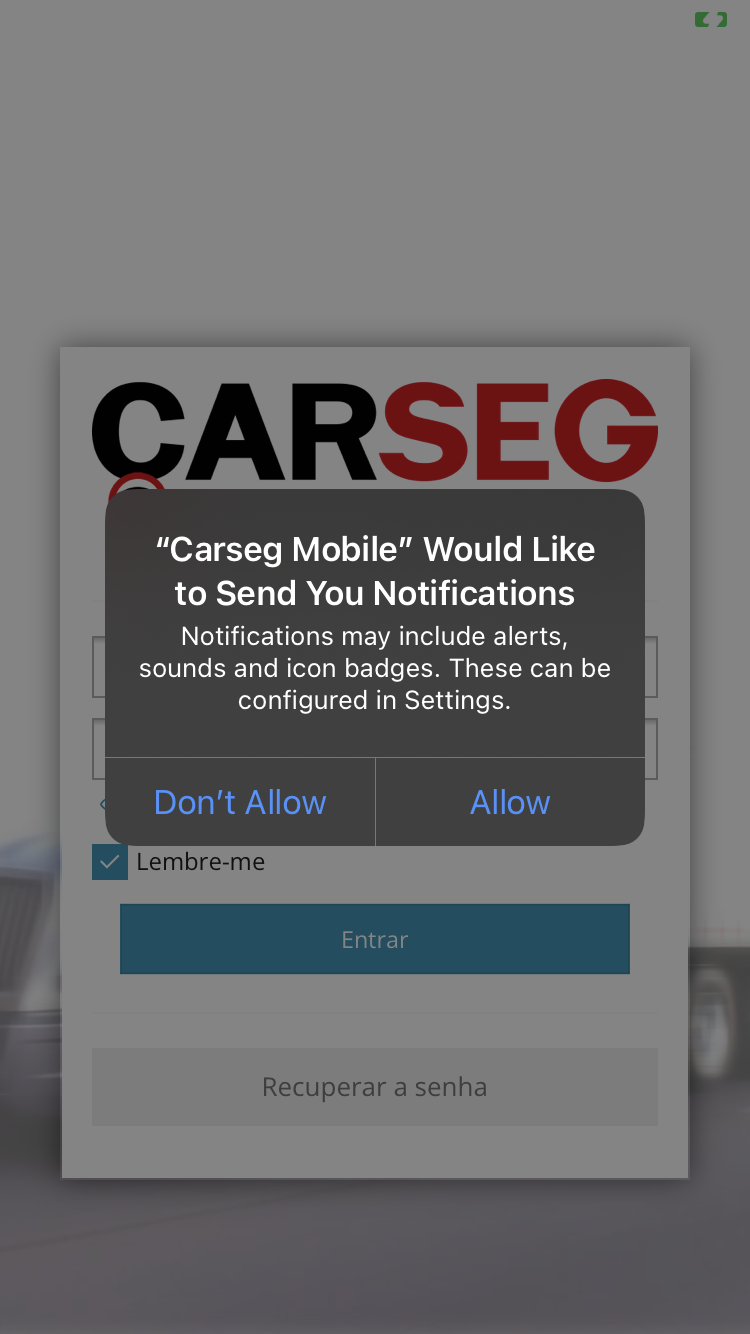 CARSEG
“Carseg Mobile” Would Like
to Send You Notifications
Notifications may include alerts,
sounds and icon badges. These can be
configured in Settings.
Don’t Allow
Allow
Lembre-me
Entrar
Recuperar a senha